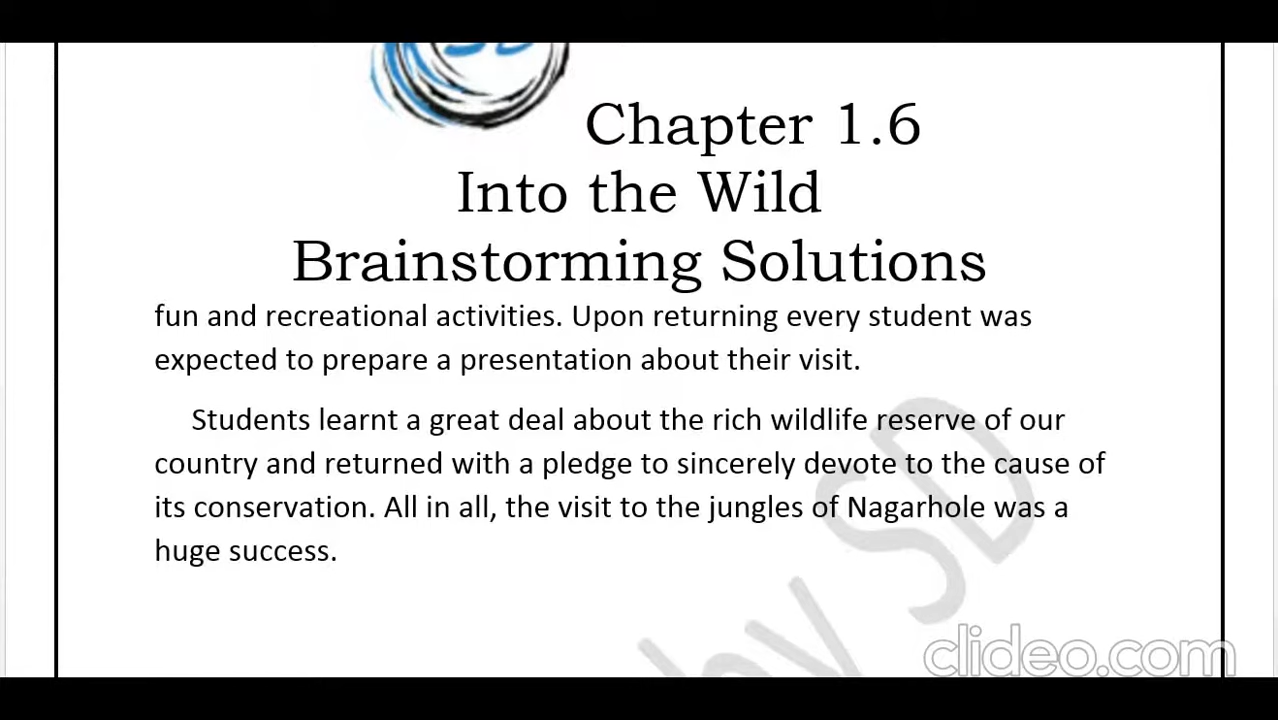 Chapter 1.6
Into the Wild
Brainstorming Solutions
fun and recreational activities. Upon returning every student was
expected to prepare a presentation about their visit.
Students learnt a great deal about the rich wildlife reserve of our
country and returned with a pledge to sincerely devote to the cause of
its conservation. All in all, the visit to the jungles of Nagarhole was a
huge success.
by SD
clideo.com